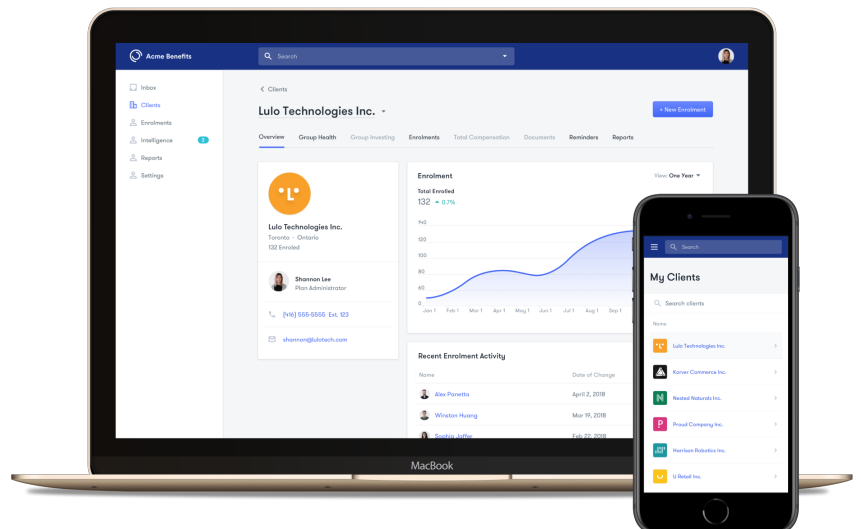 Acme Benefits
Search
Inbox
Clients
Enrolments
Intelligence
Reports
Settings
Clients
Lulo Technologies Inc.
+ New Enrolment
Overview Group Health Group Investing Enrolments Total Compensation Documents Reminders Reports
L
Lulo Technologies Inc.
Toronto - Ontario
132 Enroled
Shannon Lee
Plan Administrator
(416) 555-5555 Ext. 123
shannon@lulotech.com
Enrolment
View: One Year
Total Enrolled
132 0.7%
140
120
100
80
60
0
Jan 1 Feb 1 Mar 1 Apr 1 May 1 Jun 1 Jul 1 Aug 1 Sep 1
Recent Enrolment Activity
Name Date of Change
Alex Panetta April 2, 2018
Winston Huang Mar 19, 2018
Sophia Jaffer Feb 22, 2018
MacBook
Search
My Clients
Search clients
Name
L Lulo Technologies Inc.
Korver Commerce Inc.
N Nested Naturals Inc.
P Proud Company Inc.
Harrison Robotics Inc.
U Retail Inc.